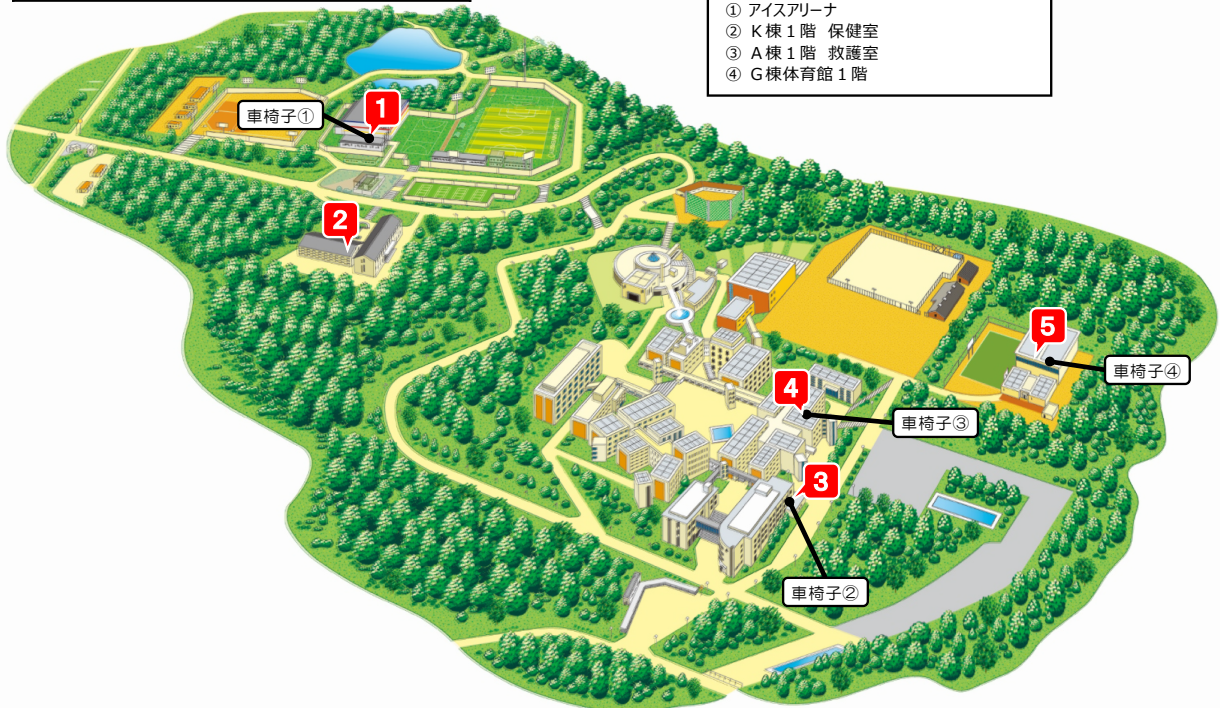 ① アイスアリーナ
② K棟1階 保健室
③ A棟1階 救護室
④ G棟体育館1階
1
車椅子①
2
5
車椅子④
4
車椅子③
3
車椅子②